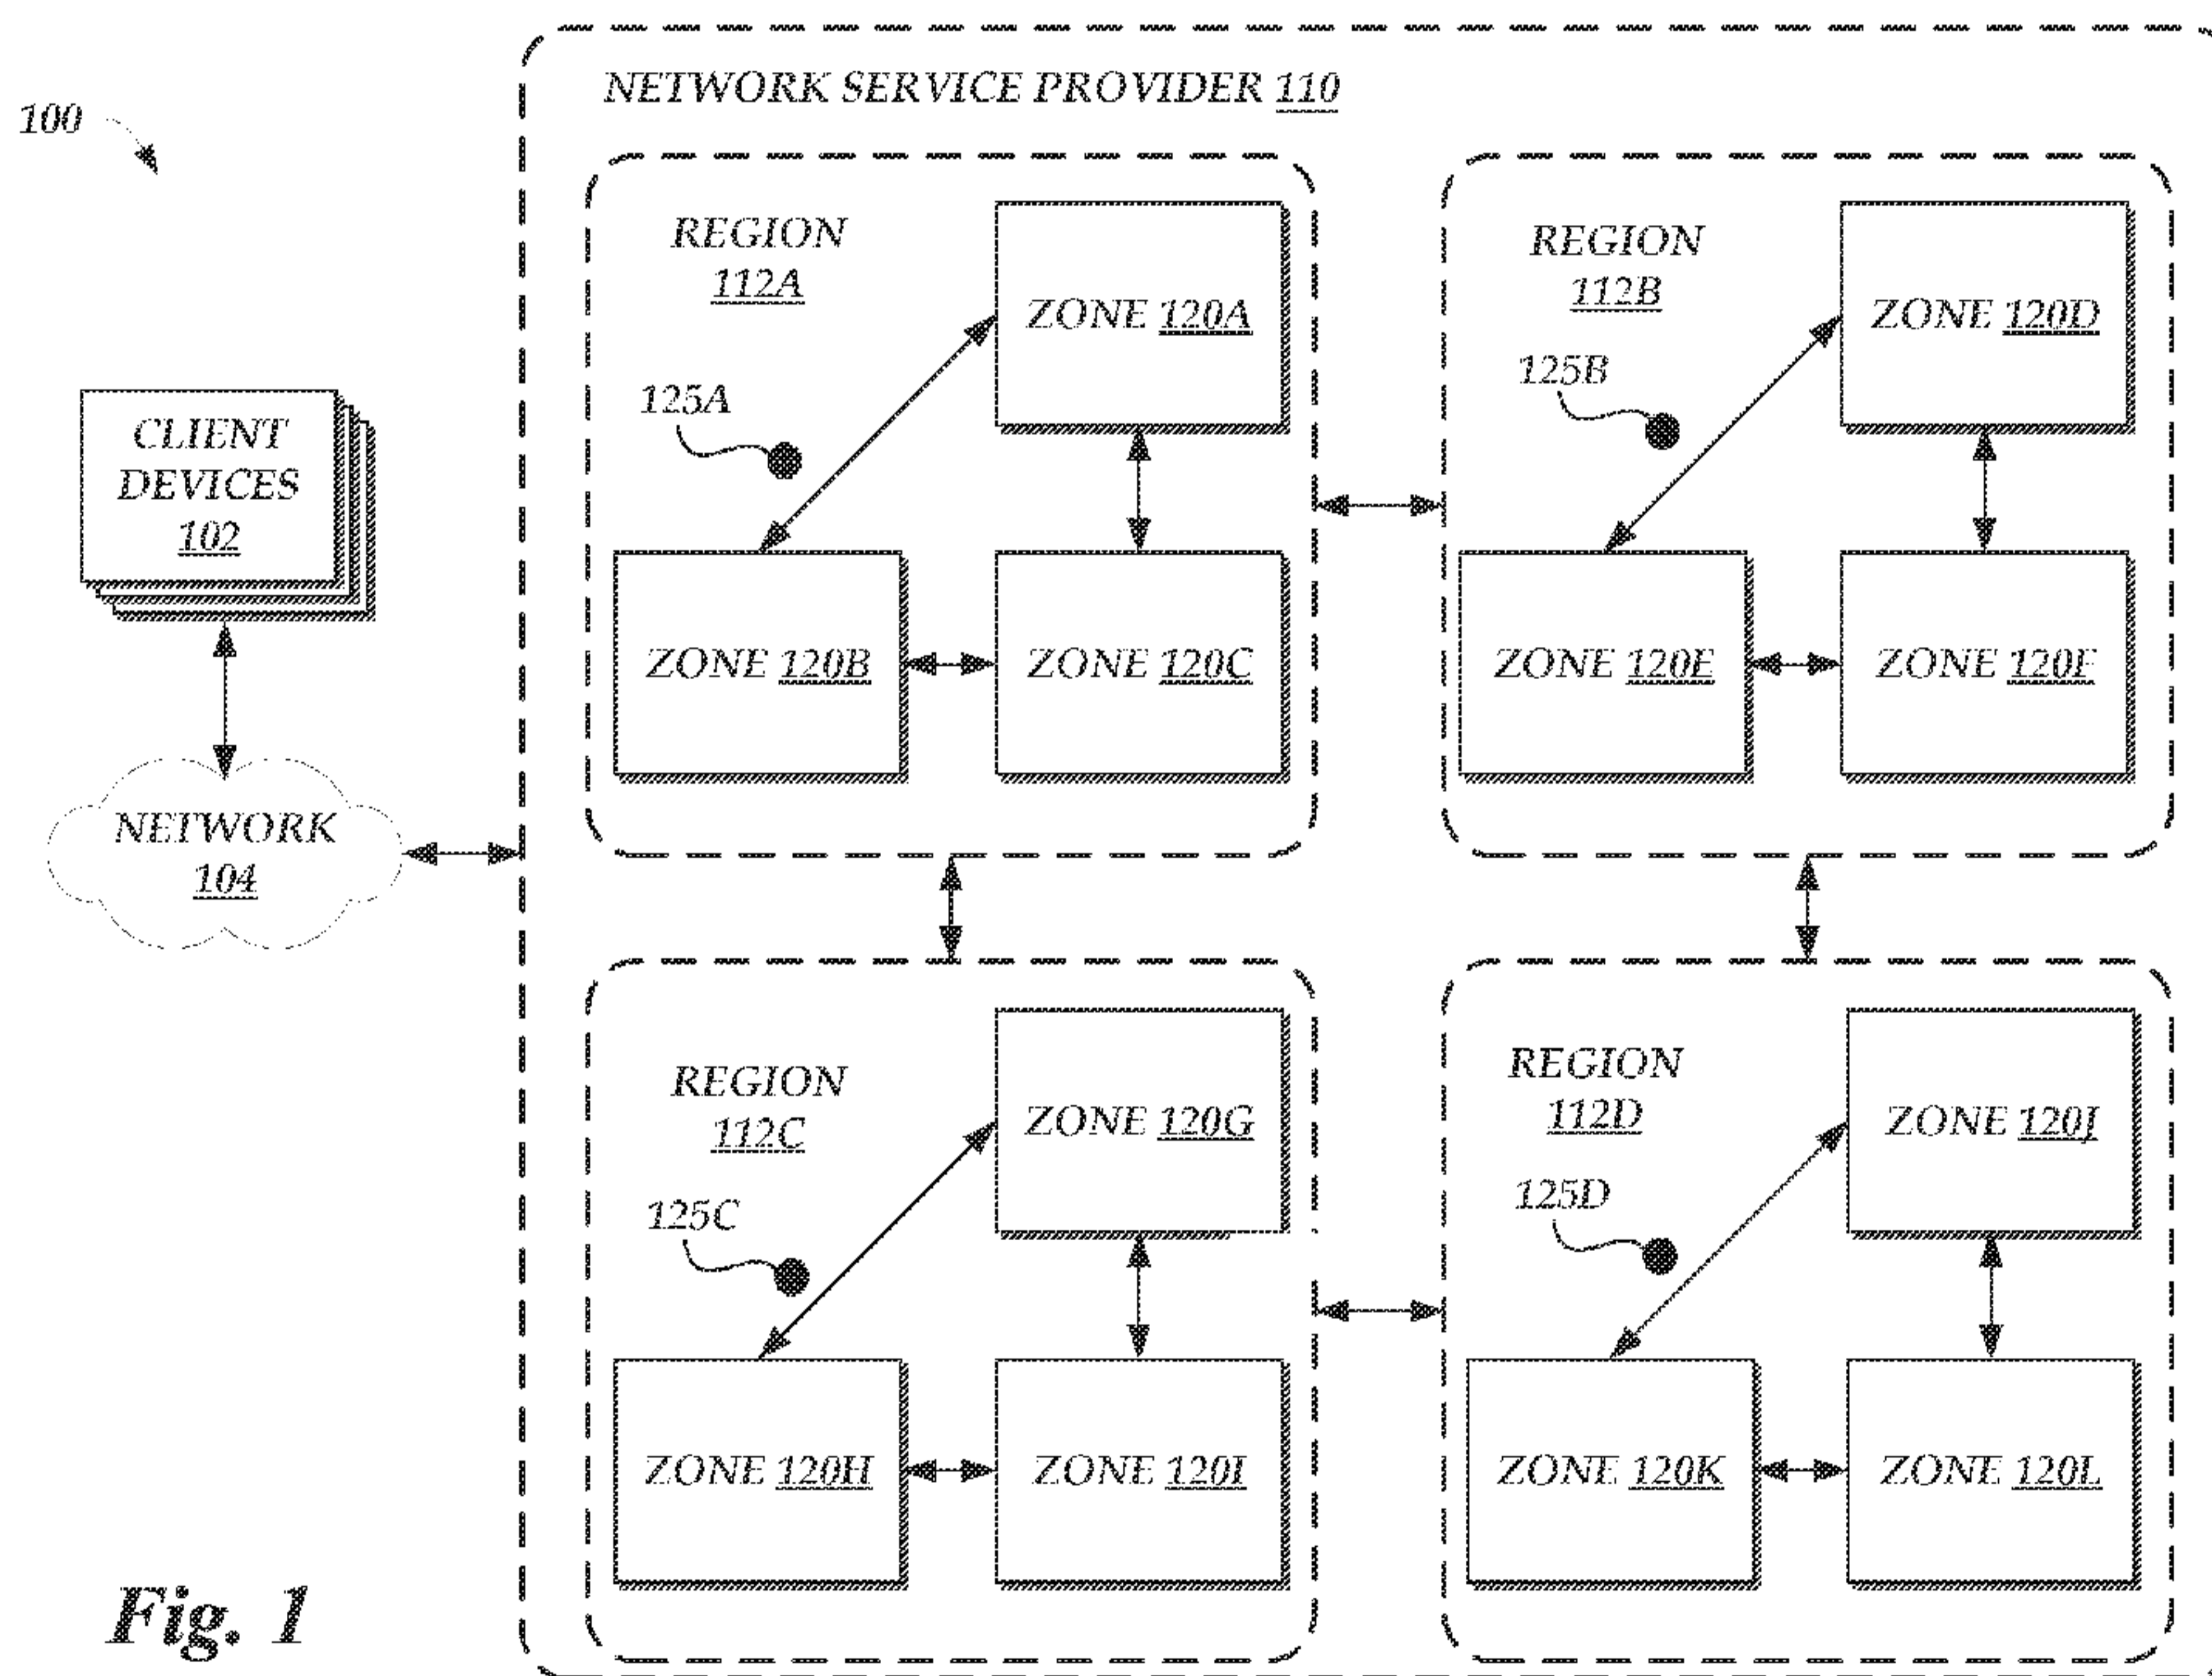 NETWORK SERVICE PROVIDER 110
100
REGION
112A
ZONE 120A
125A
ZONE 120B
ZONE 120C
REGION
112B
ZONE 120D
125B
ZONE 120E
ZONE 120F
CLIENT
DEVICES
102
NETWORK
104
REGION
112C
ZONE 120G
125C
ZONE 120H
ZONE 120I
REGION
112D
ZONE 120J
125D
ZONE 120K
ZONE 120L
Fig. 1